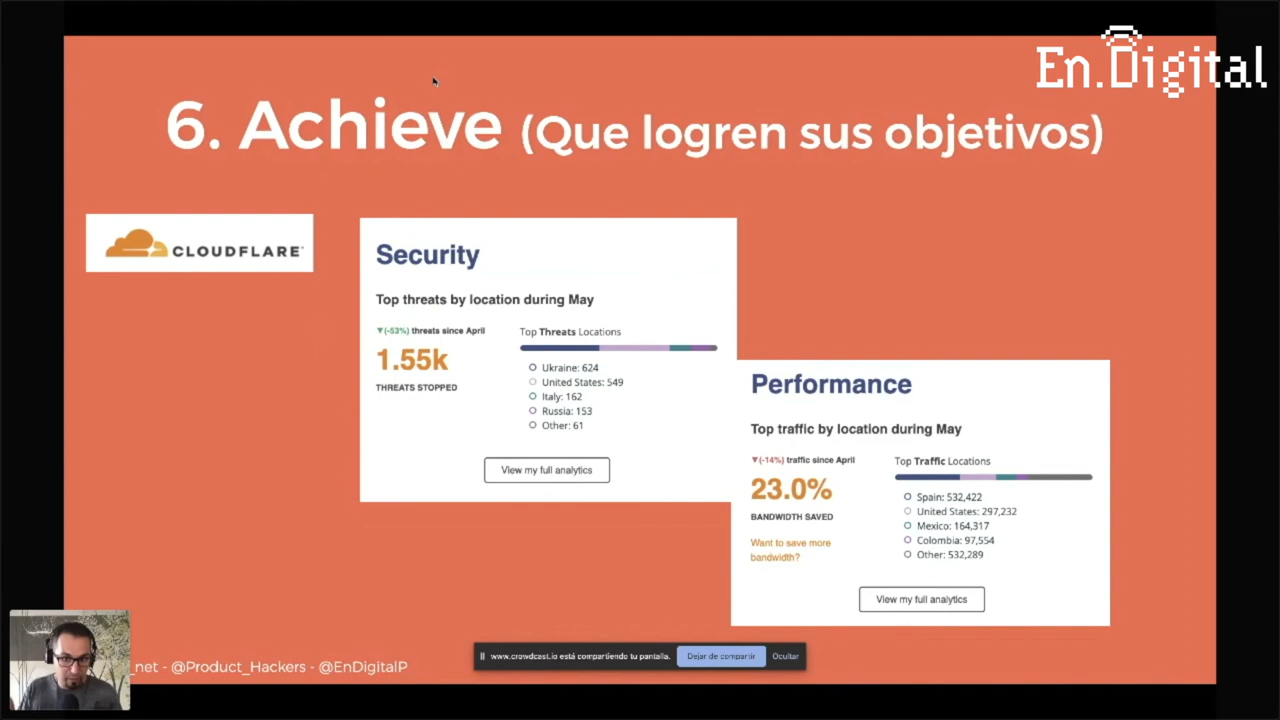 En.Digital
6. Achieve (Que logren sus objetivos)
CLOUDFLARE
Security
Top threats by location during May
▼(-53%) threats since April
1.55k
THREATS STOPPED
Top Threats Locations
Ukraine: 624
United States: 549
Italy: 162
Russia: 153
Other: 61
View my full analytics
Performance
Top traffic by location during May
▼(-14%) traffic since April
23.0%
BANDWIDTH SAVED
Want to save more
bandwidth?
Top Traffic Locations
Spain: 532,422
United States: 297,232
Mexico: 164,317
Colombia: 97,554
Other: 532,289
View my full analytics
_net - @Product_Hackers - @EnDigitalP
www.crowdcast.io está compartiendo tu pantalla.
Dejar de compartir
Ocultar